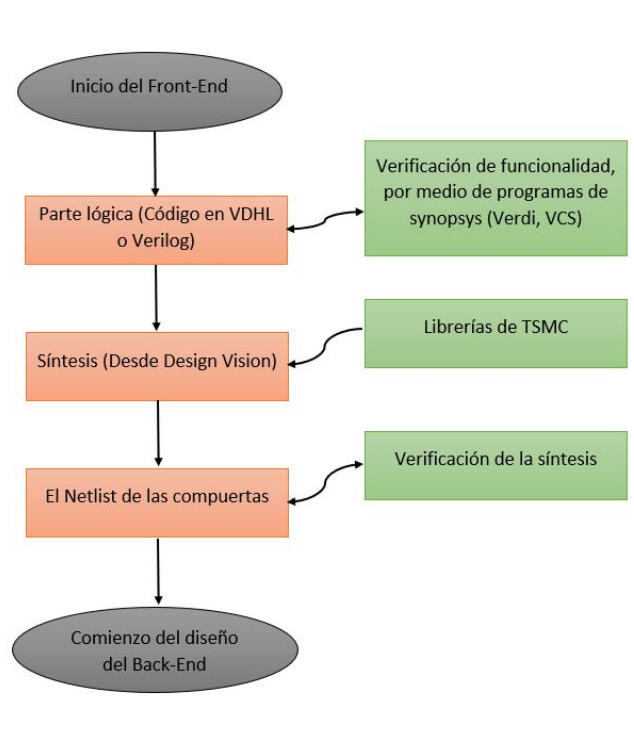 Inicio del Front-End
Verificación de funcionalidad,
por medio de programas de
synopsys (Verdi, VCS)
Parte lógica (Código en VDHL
o Verilog)
Librerías de TSMC
Síntesis (Desde Design Vision)
Verificación de la síntesis
El Netlist de las compuertas
Comienzo del diseño
del Back-End